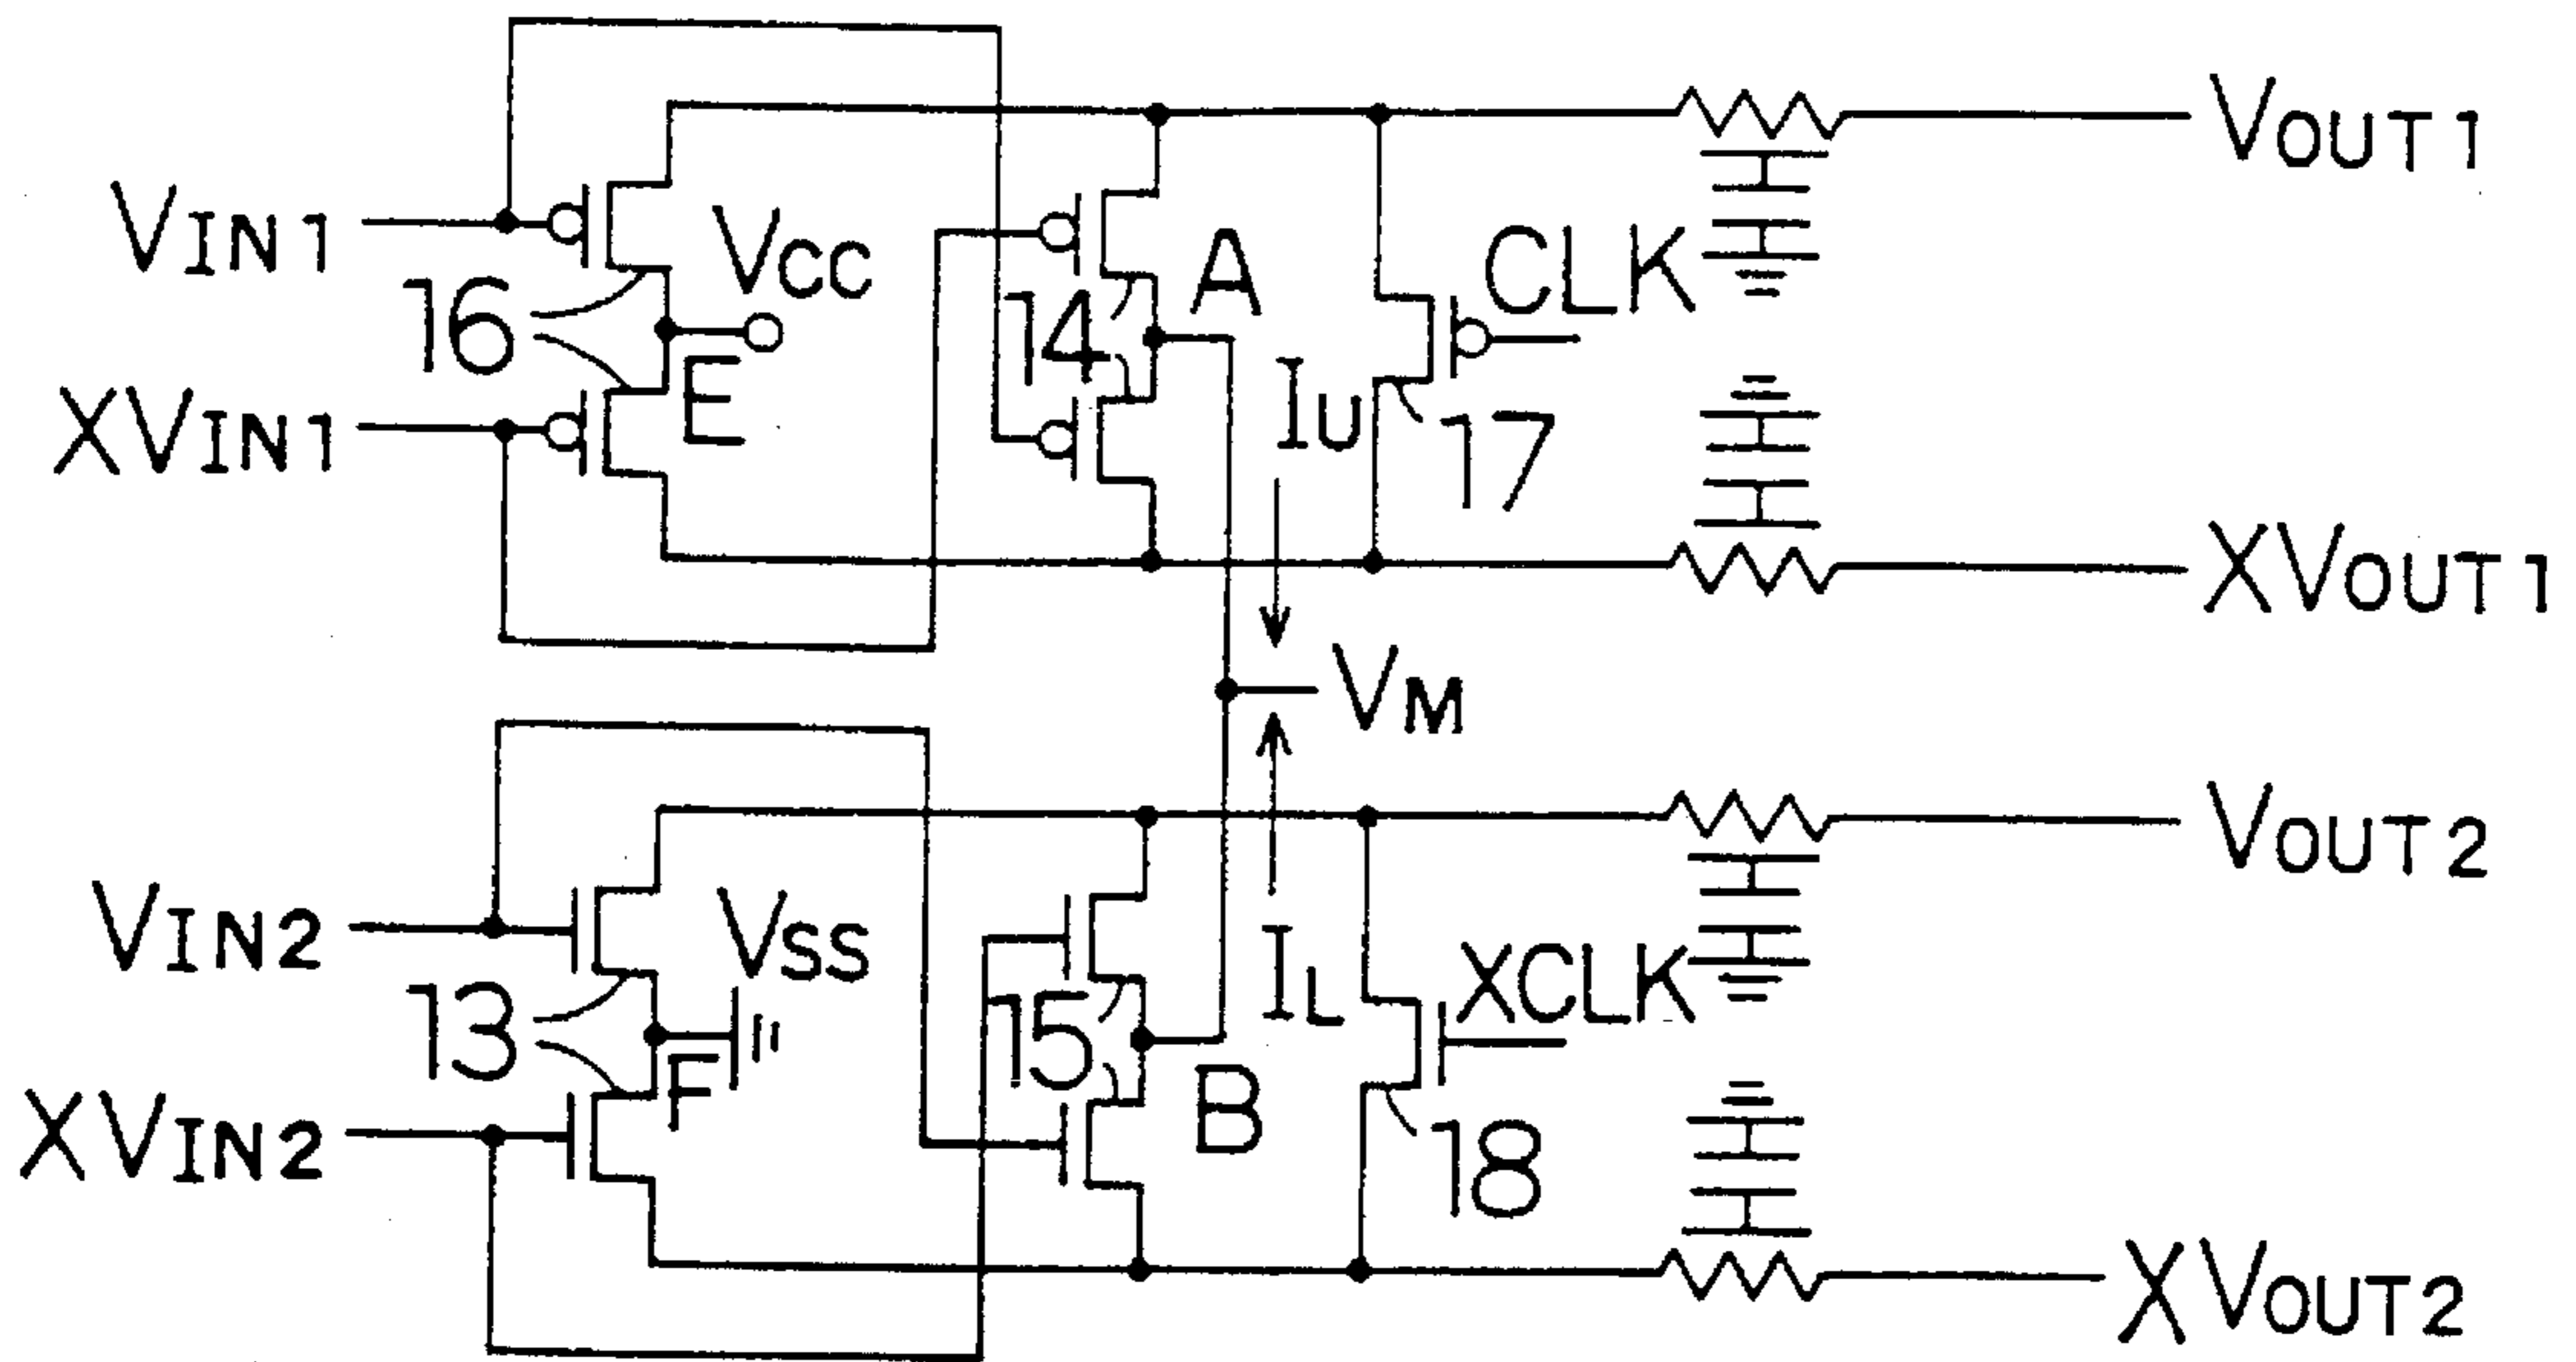 VOUT1
VIN1
VCC
A
CLK
16
14
E
IU
17
XVIN1
XVOUT1
VM
VOUT2
VIN2
VSS
IL
XCLK
13
15
F
B
18
XVIN2
XVOUT2